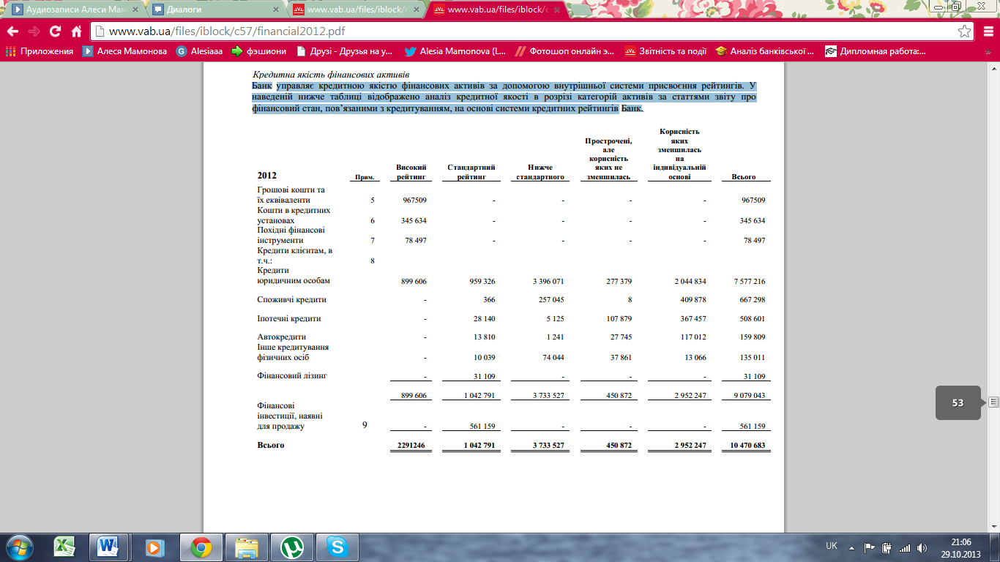 Аудиозаписи Алеси Мам
Диалоги
www.vab.ua/files/iblock/c
www.vab.ua/files/iblock/c
www.vab.ua/files/iblock/c57/financial2012.pdf
Приложения Алеся Мамонова Alesiaaa фэшиони Друзі - Друзья на у... Alesia Mamonova (L... Фотошоп онлайн э... Звітність та події Аналіз банківської ... Дипломная работа:... »
Кредитна якість фінансових активів
Банк управляє кредитною якістю фінансових активів за допомогою внутрішньої системи присвоєння рейтингів. У
наведеній нижче таблиці відображено аналіз кредитної якості в розрізі категорій активів за статтями звіту про
фінансовий стан, пов’язаними з кредитуванням, на основі системи кредитних рейтингів Банк.
2012
Прим.
Високий
рейтинг
Стандартний
рейтинг
Нижче
стандартного
Прострочені,
але
корисність
яких не
зменшилась
Корисність
яких
зменшилась
на
індивідуальній
основі
Всього
Грошові кошти та
їх еквіваленти 5 967509 - - - - 967509
Кошти в кредитних
установах 6 345 634 - - - - 345 634
Похідні фінансові
інструменти 7 78 497 - - - - 78 497
Кредити клієнтам, в
т.ч.: 8
Кредити
юридичним особам 899 606 959 326 3 396 071 277 379 2 044 834 7 577 216
Споживчі кредити - 366 257 045 8 409 878 667 298
Іпотечні кредити - 28 140 5 125 107 879 367 457 508 601
Автокредити - 13 810 1 241 27 745 117 012 159 809
Інше кредитування
фізичних осіб - 10 039 74 044 37 861 13 066 135 011
Фінансовий лізинг - 31 109 - - - 31 109
899 606 1 042 791 3 733 527 450 872 2 952 247 9 079 043
Фінансові
інвестиції, наявні
для продажу 9 - 561 159 - - - 561 159
Всього 2291246 1 042 791 3 733 527 450 872 2 952 247 10 470 683
53
UK
21:06
29.10.2013